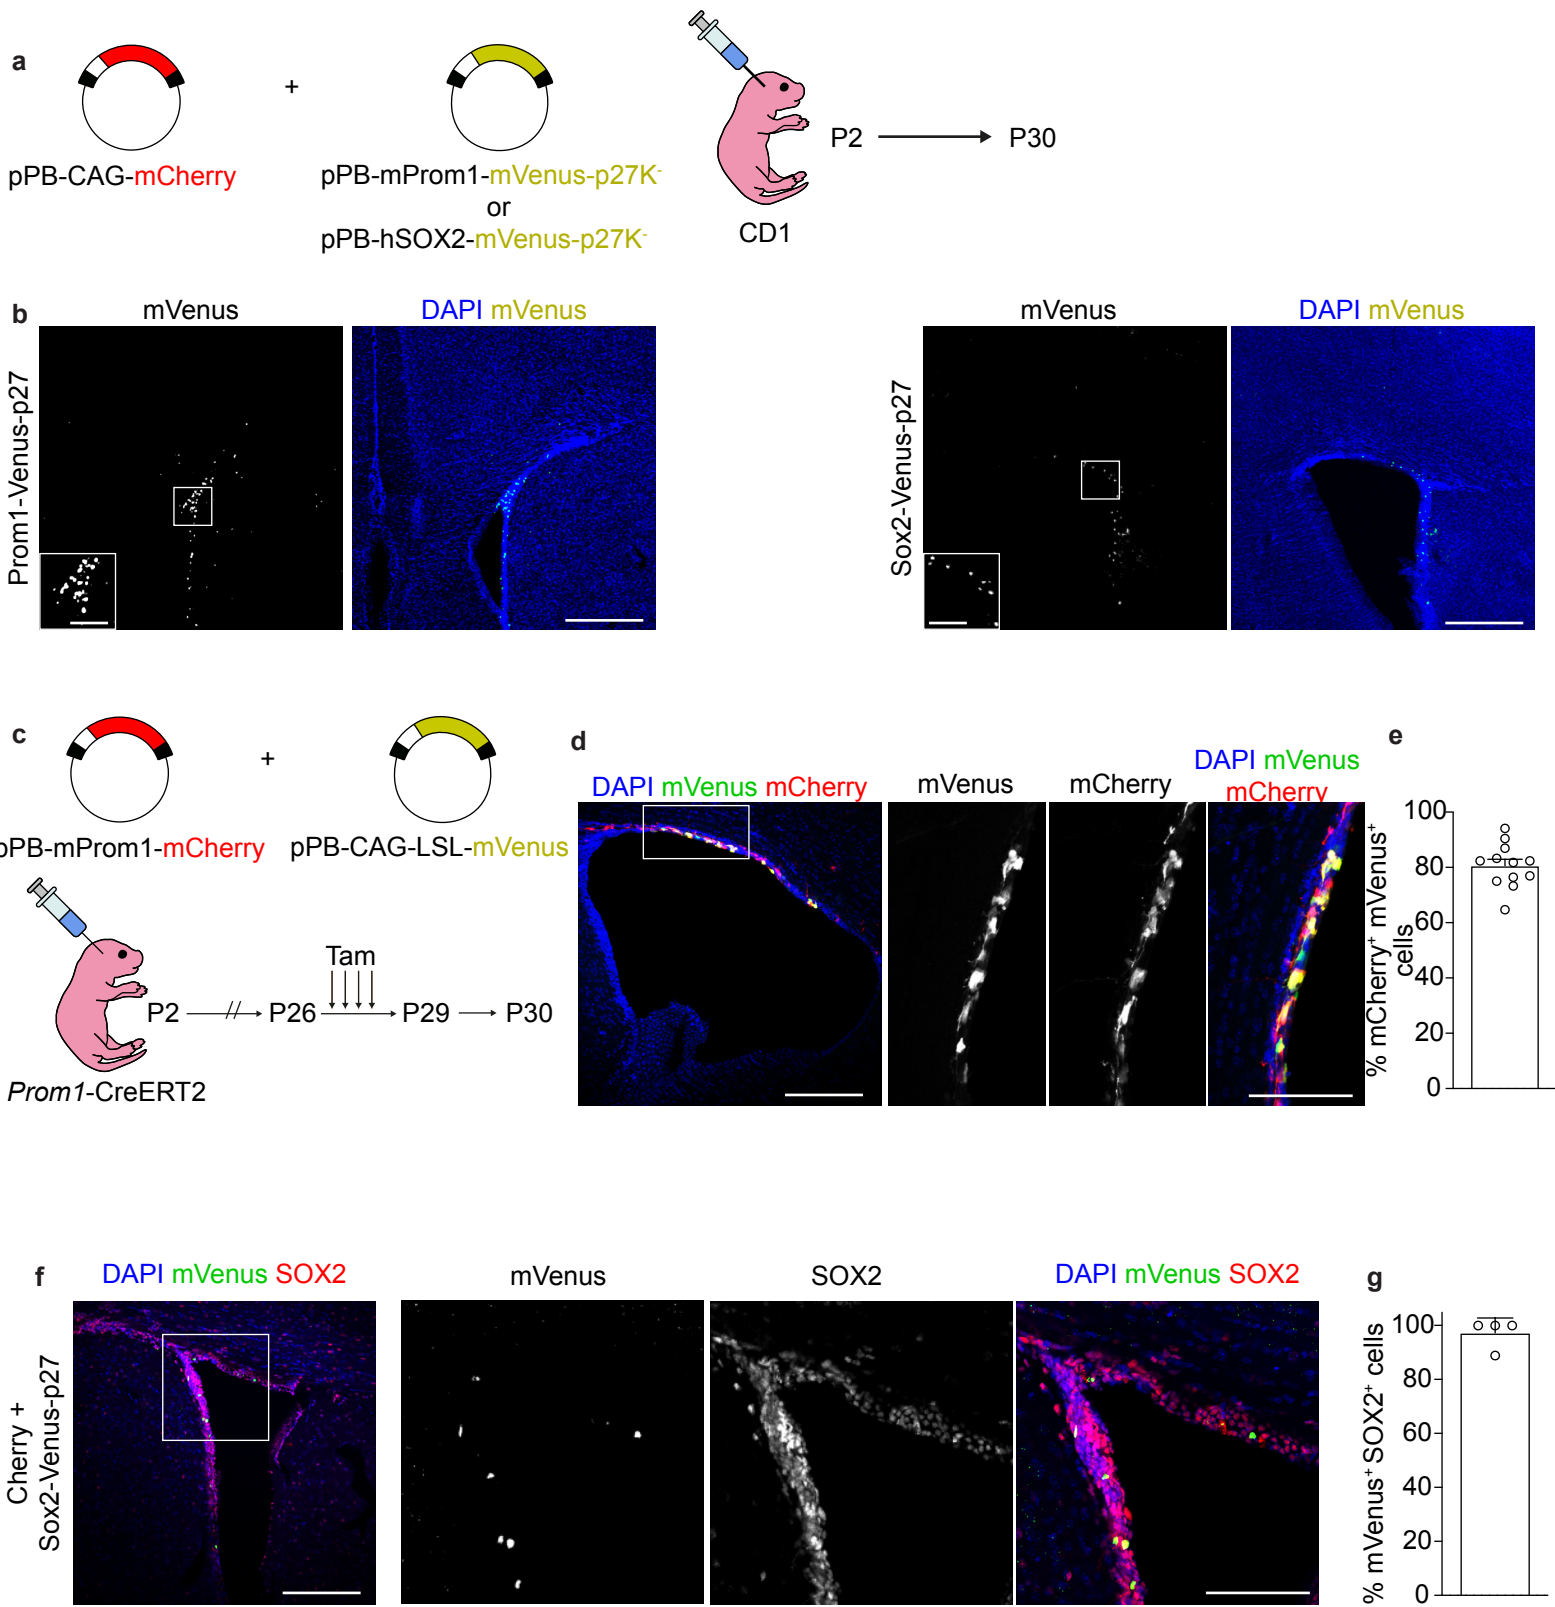 a
+
pPB-CAG-mCherry
pPB-mProm1-mVenus-p27K-
or
pPB-hSOX2-mVenus-p27K-
P2
P30
CD1
b
mVenus
DAPI mVenus
mVenus
DAPI mVenus
Prom1-Venus-p27
Sox2-Venus-p27
c
+
pPB-mProm1-mCherry
pPB-CAG-LSL-mVenus
Tam
P2
P26
P29
P30
Prom1-CreERT2
d
DAPI mVenus mCherry
mVenus
mCherry
DAPI mVenus
mCherry
e
% mCherry+ mVenus+
cells
100
80
60
40
20
0
f
DAPI mVenus SOX2
mVenus
SOX2
DAPI mVenus SOX2
Cherry +
Sox2-Venus-p27
g
% mVenus+ SOX2+ cells
100
80
60
40
20
0